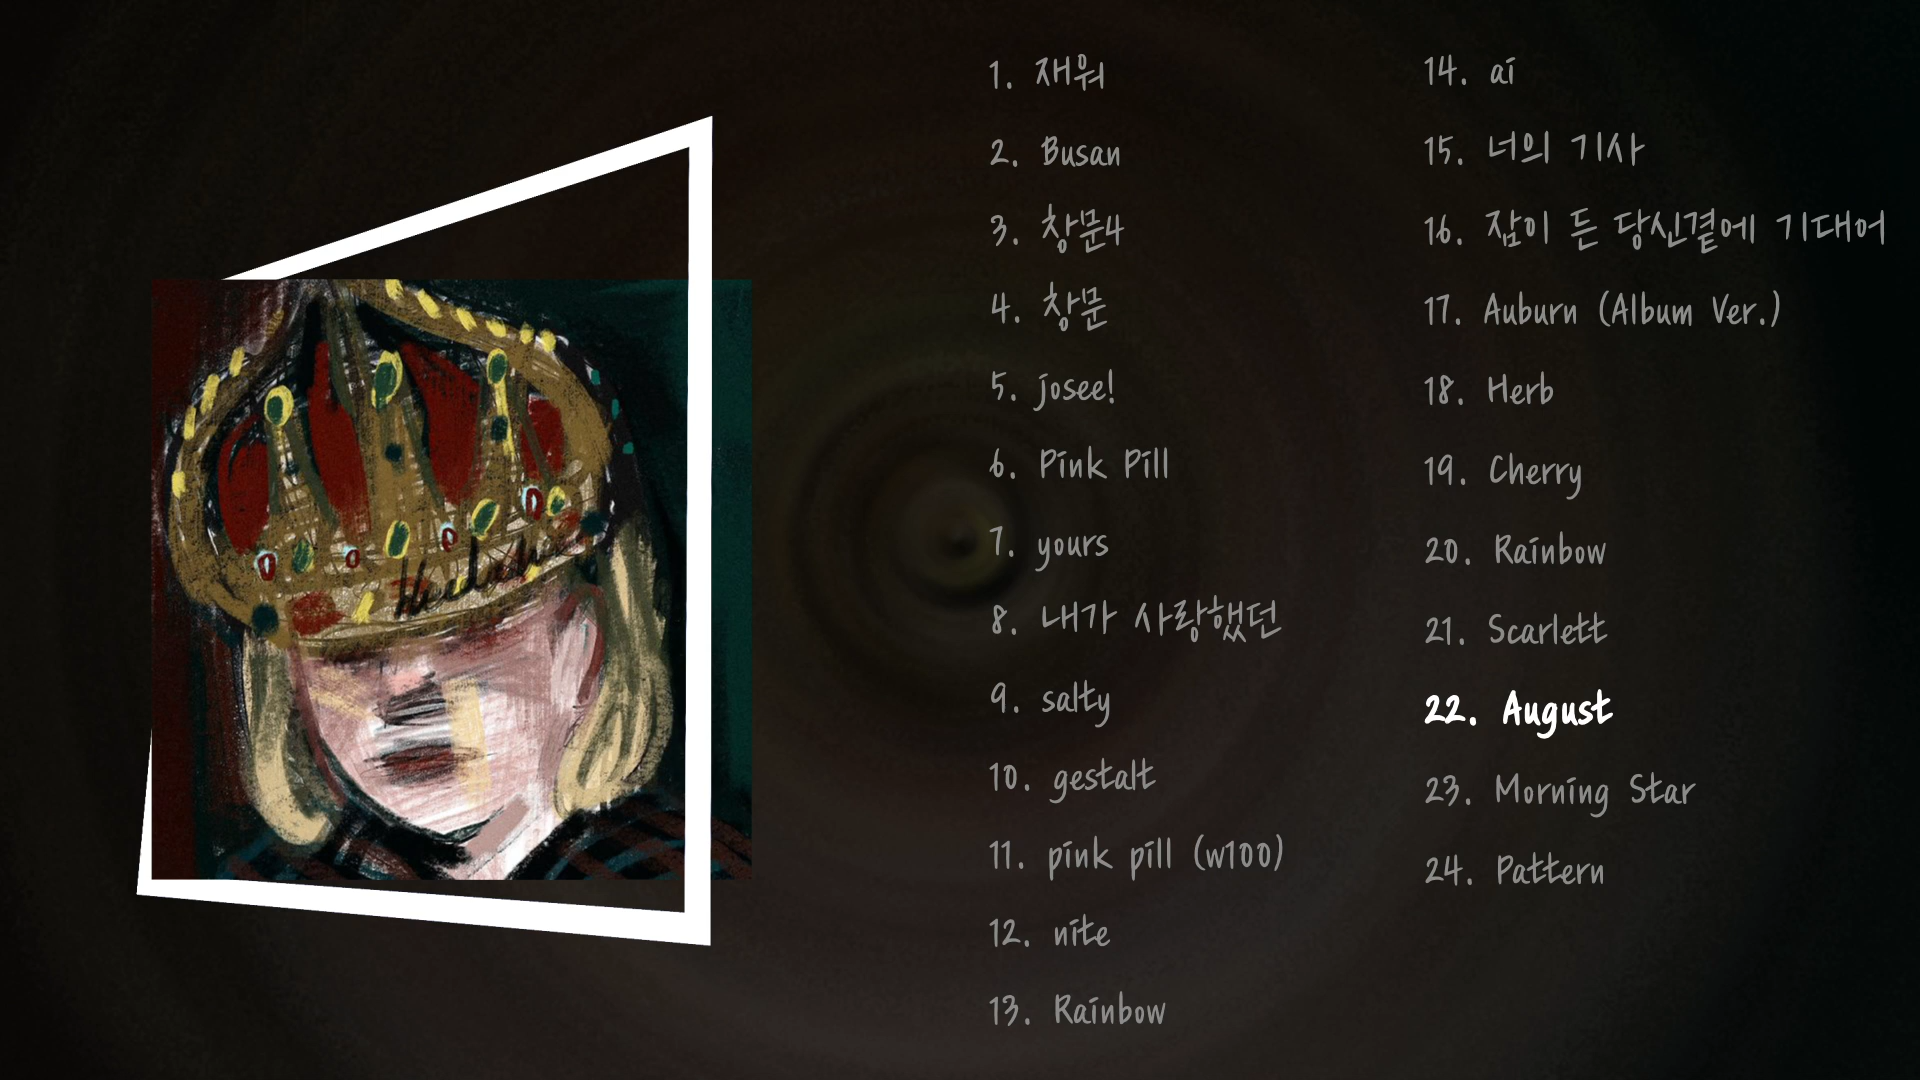 1. 재워
2. Busan
3. 창문4
4. 창문
5. josee!
6. Pink Pill
7. yours
8. 내가 사랑했던
9. salty
10. gestalt
11. pink pill (w100)
12. nite
13. Rainbow
14. ai
15. 너의 기사
16. 잠이 든 당신곁에 기대어
17. Auburn (Album Ver.)
18. Herb
19. Cherry
20. Rainbow
21. Scarlett
22. August
23. Morning Star
24. Pattern